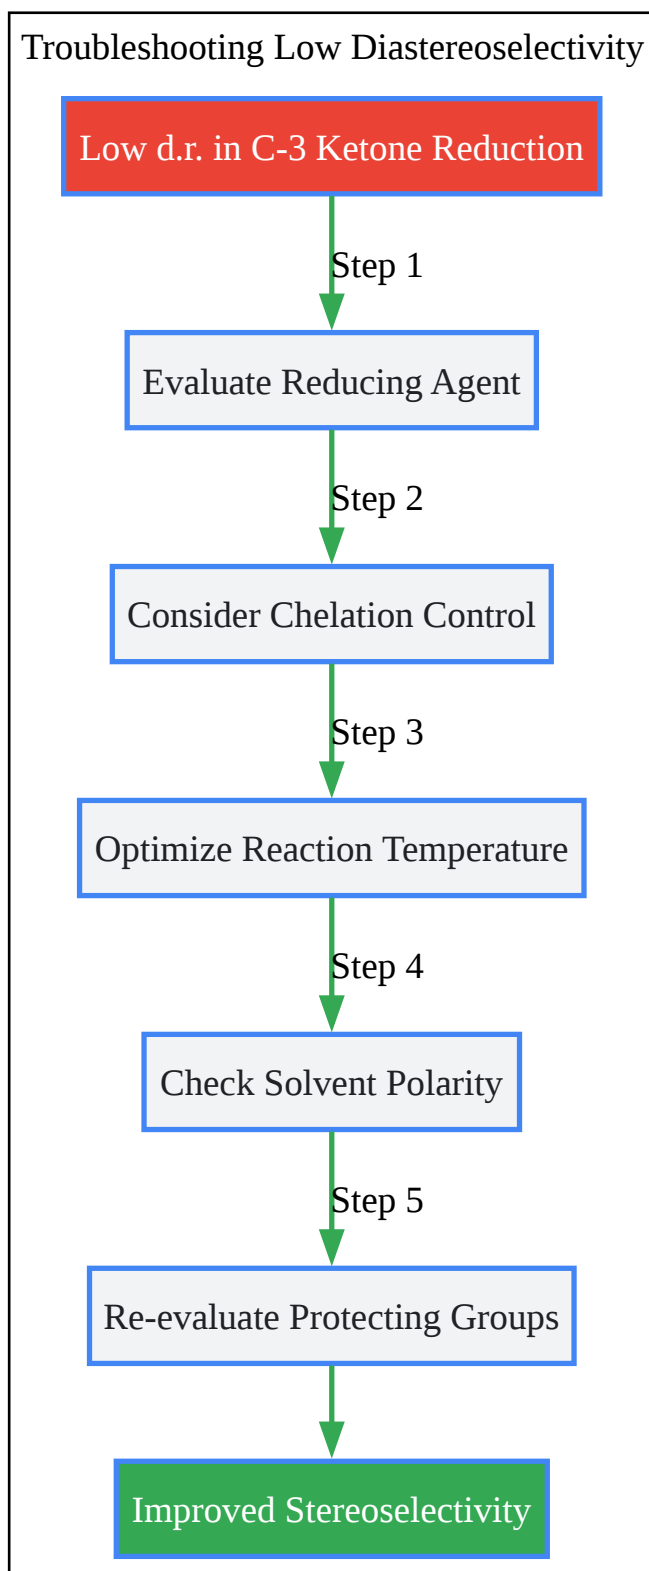 Troubleshooting Low Diastereoselectivity
Low d.r. in C-3 Ketone Reduction
Step 1
Evaluate Reducing Agent
Step 2
Consider Chelation Control
Step 3
Optimize Reaction Temperature
Step 4
Check Solvent Polarity
Step 5
Re-evaluate Protecting Groups
Improved Stereoselectivity